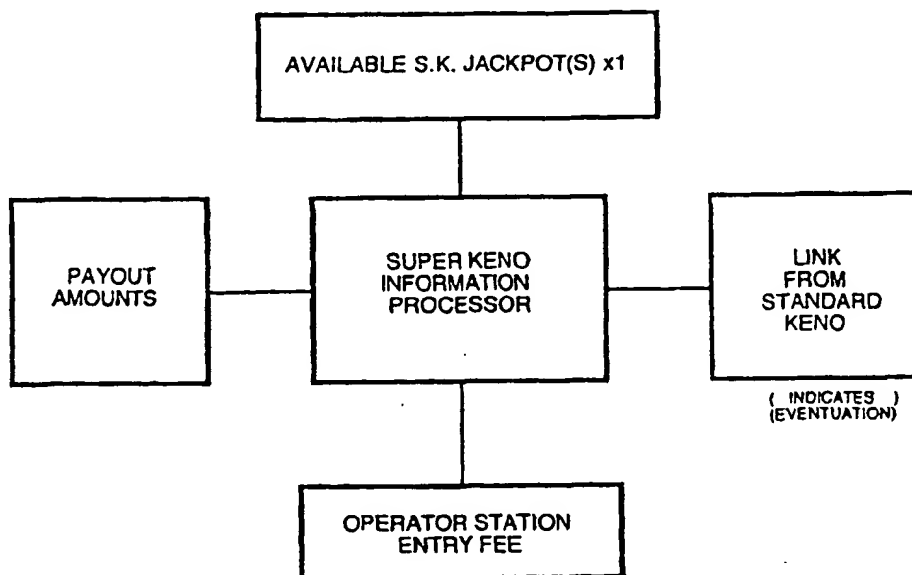 AVAILABLE S.K. JACKPOT(S) x1
PAYOUT
AMOUNTS
SUPER KENO
INFORMATION
PROCESSOR
LINK
FROM
STANDARD
KENO
( INDICATES )
(EVENTUATION)
OPERATOR STATION
ENTRY FEE